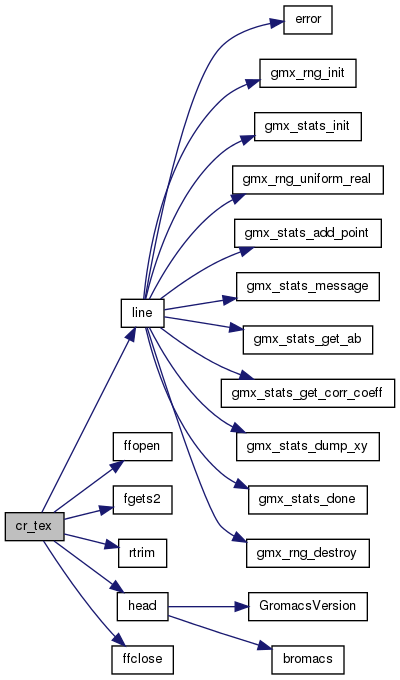 error
gmx_rng_init
gmx_stats_init
gmx_rng_uniform_real
gmx_stats_add_point
gmx_stats_message
line
gmx_stats_get_ab
gmx_stats_get_corr_coeff
ffopen
gmx_stats_dump_xy
fgets2
gmx_stats_done
cr_tex
rtrim
gmx_rng_destroy
head
GromacsVersion
ffclose
bromacs